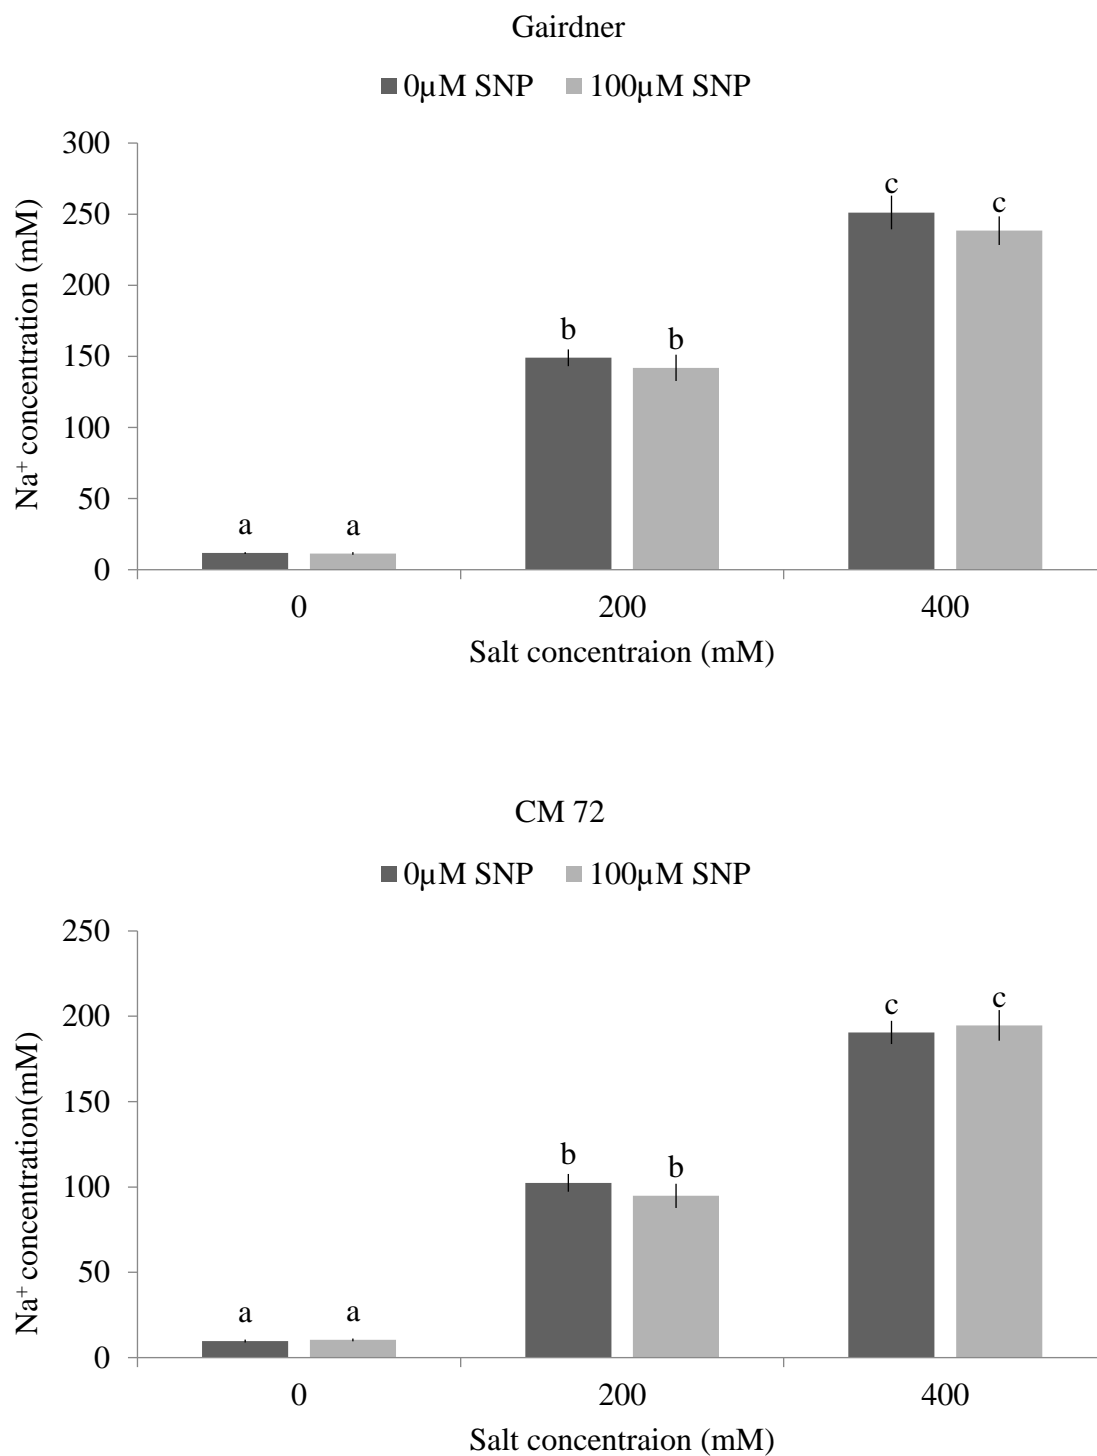 Gairdner
0µM SNP 100µM SNP
300
250
200
150
100
50
0
Na⁺ concentration (mM)
a a b b c c
0 200 400
Salt concentraion (mM)
CM 72
0µM SNP 100µM SNP
250
200
150
100
50
0
Na⁺ concentration(mM)
a a b b c c
0 200 400
Salt concentraion (mM)